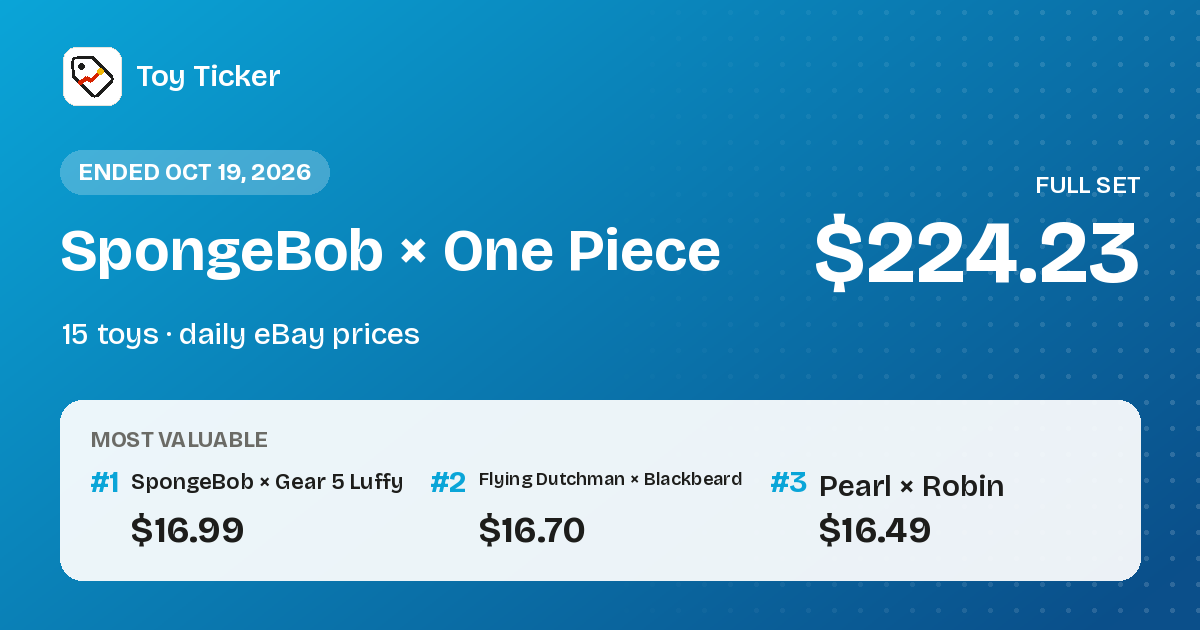 Toy Ticker
ENDED OCT 19, 2026
SpongeBob × One Piece
15 toys · daily eBay prices
FULL SET
$224.23
MOST VALUABLE
#1 SpongeBob × Gear 5 Luffy
$16.99
#2 Flying Dutchman × Blackbeard
$16.70
#3 Pearl × Robin
$16.49